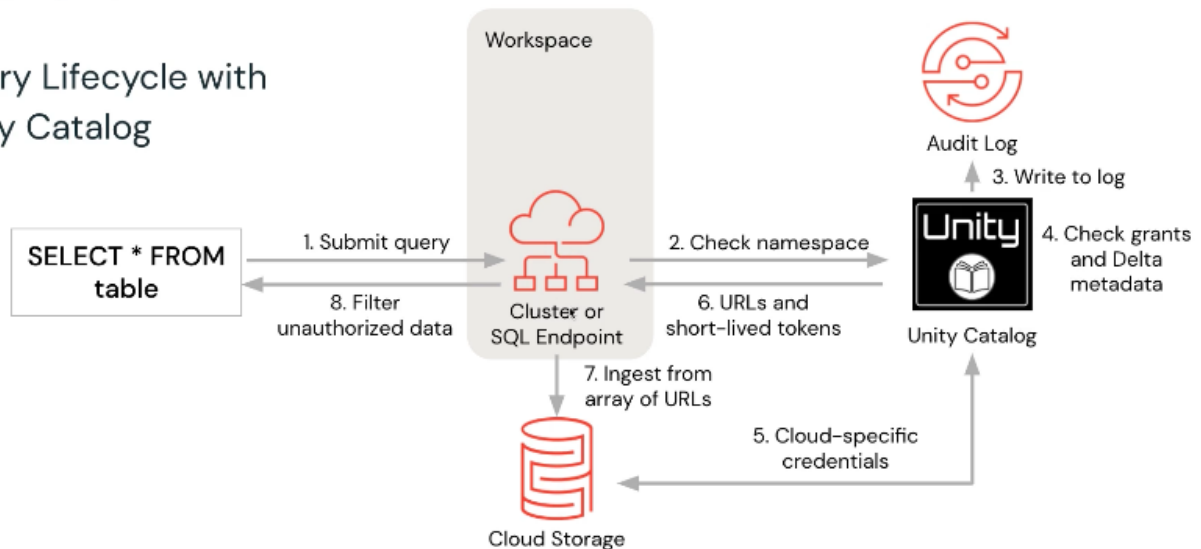 ry Lifecycle with
y Catalog
Workspace
Audit Log
3. Write to log
Unity
4. Check grants
and Delta
metadata
Unity Catalog
SELECT * FROM
table
1. Submit query
2. Check namespace
8. Filter
unauthorized data
Cluster or
SQL Endpoint
6. URLs and
short-lived tokens
7. Ingest from
array of URLs
5. Cloud-specific
credentials
Cloud Storage